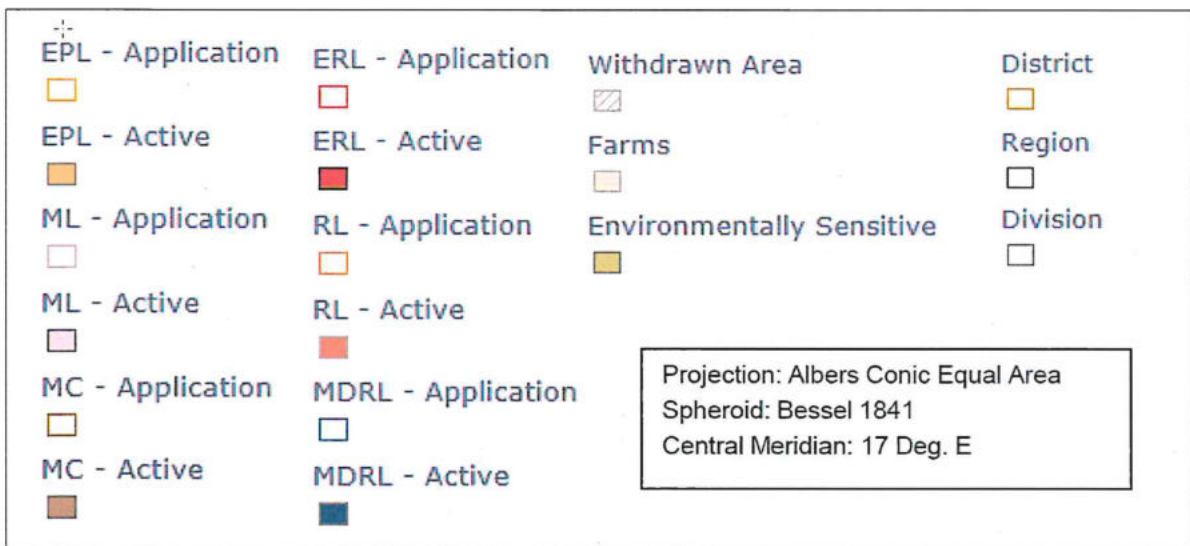 EPL - Application
EPL - Active
ML - Application
ML - Active
MC - Application
MC - Active
ERL - Application
ERL - Active
RL - Application
RL - Active
MDRL - Application
MDRL - Active
Withdrawn Area
Farms
Environmentally Sensitive
District
Region
Division
Projection: Albers Conic Equal Area
Spheroid: Bessel 1841
Central Meridian: 17 Deg. E